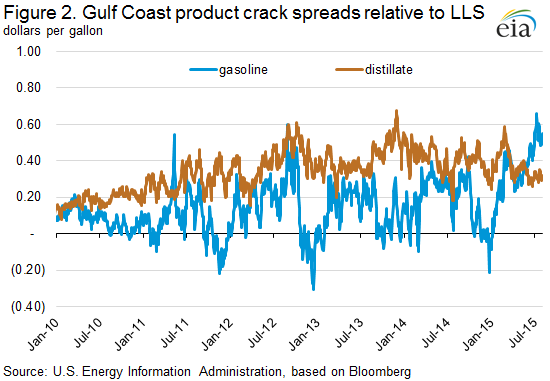 Figure 2. Gulf Coast product crack spreads relative to LLS
dollars per gallon
eia
1.00
gasoline
distillate
0.80
0.60
0.40
0.20
-
(0.20)
(0.40)
Jan-10
Jul-10
Jan-11
Jul-11
Jan-12
Jul-12
Jan-13
Jul-13
Jan-14
Jul-14
Jan-15
Jul-15
Source: U.S. Energy Information Administration, based on Bloomberg